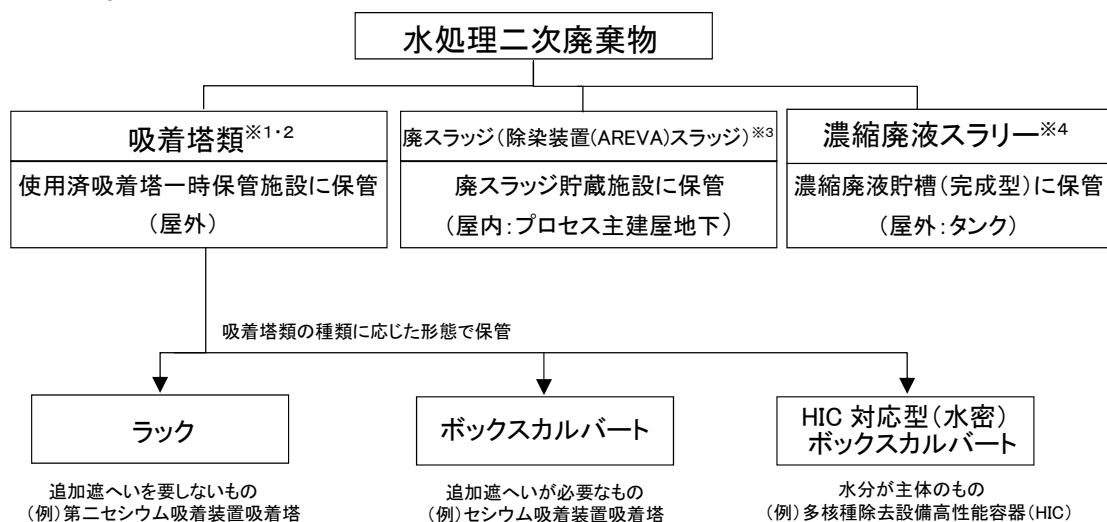 水処理二次廃棄物
吸着塔類※1・2
使用済吸着塔一時保管施設に保管
(屋外)
廃スラッジ(除染装置(AREVA)スラッジ)※3
廃スラッジ貯蔵施設に保管
(屋内:プロセス主建屋地下)
濃縮廃液スラリー※4
濃縮廃液貯槽(完成型)に保管
(屋外:タンク)
吸着塔類の種類に応じた形態で保管
ラック
追加遮へいを要しないもの
(例)第二セシウム吸着装置吸着塔
ボックスカルバート
追加遮へいが必要なもの
(例)セシウム吸着装置吸着塔
HIC 対応型(水密)
ボックスカルバート
水分が主体のもの
(例)多核種除去設備高性能容器(HIC)